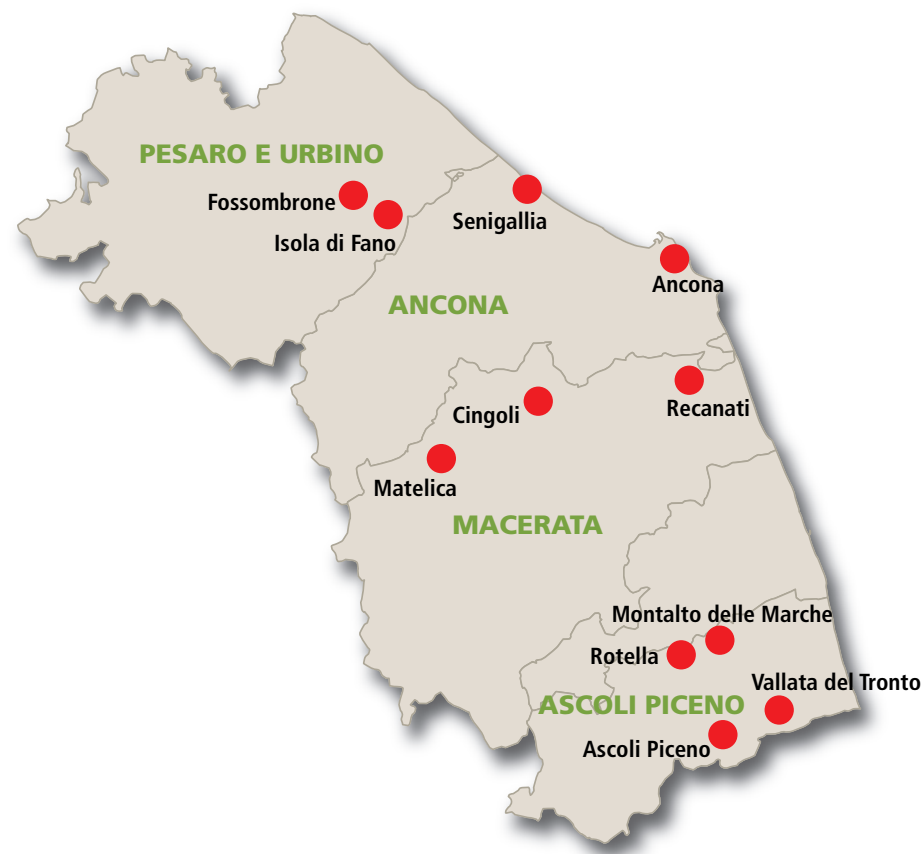 PESARO E URBINO
Fossombrone
Isola di Fano
Senigallia
Ancona
ANCONA
Cingoli
Recanati
Matelica
MACERATA
Montalto delle Marche
Rotella
Vallata del Tronto
ASCOLI PICENO
Ascoli Piceno